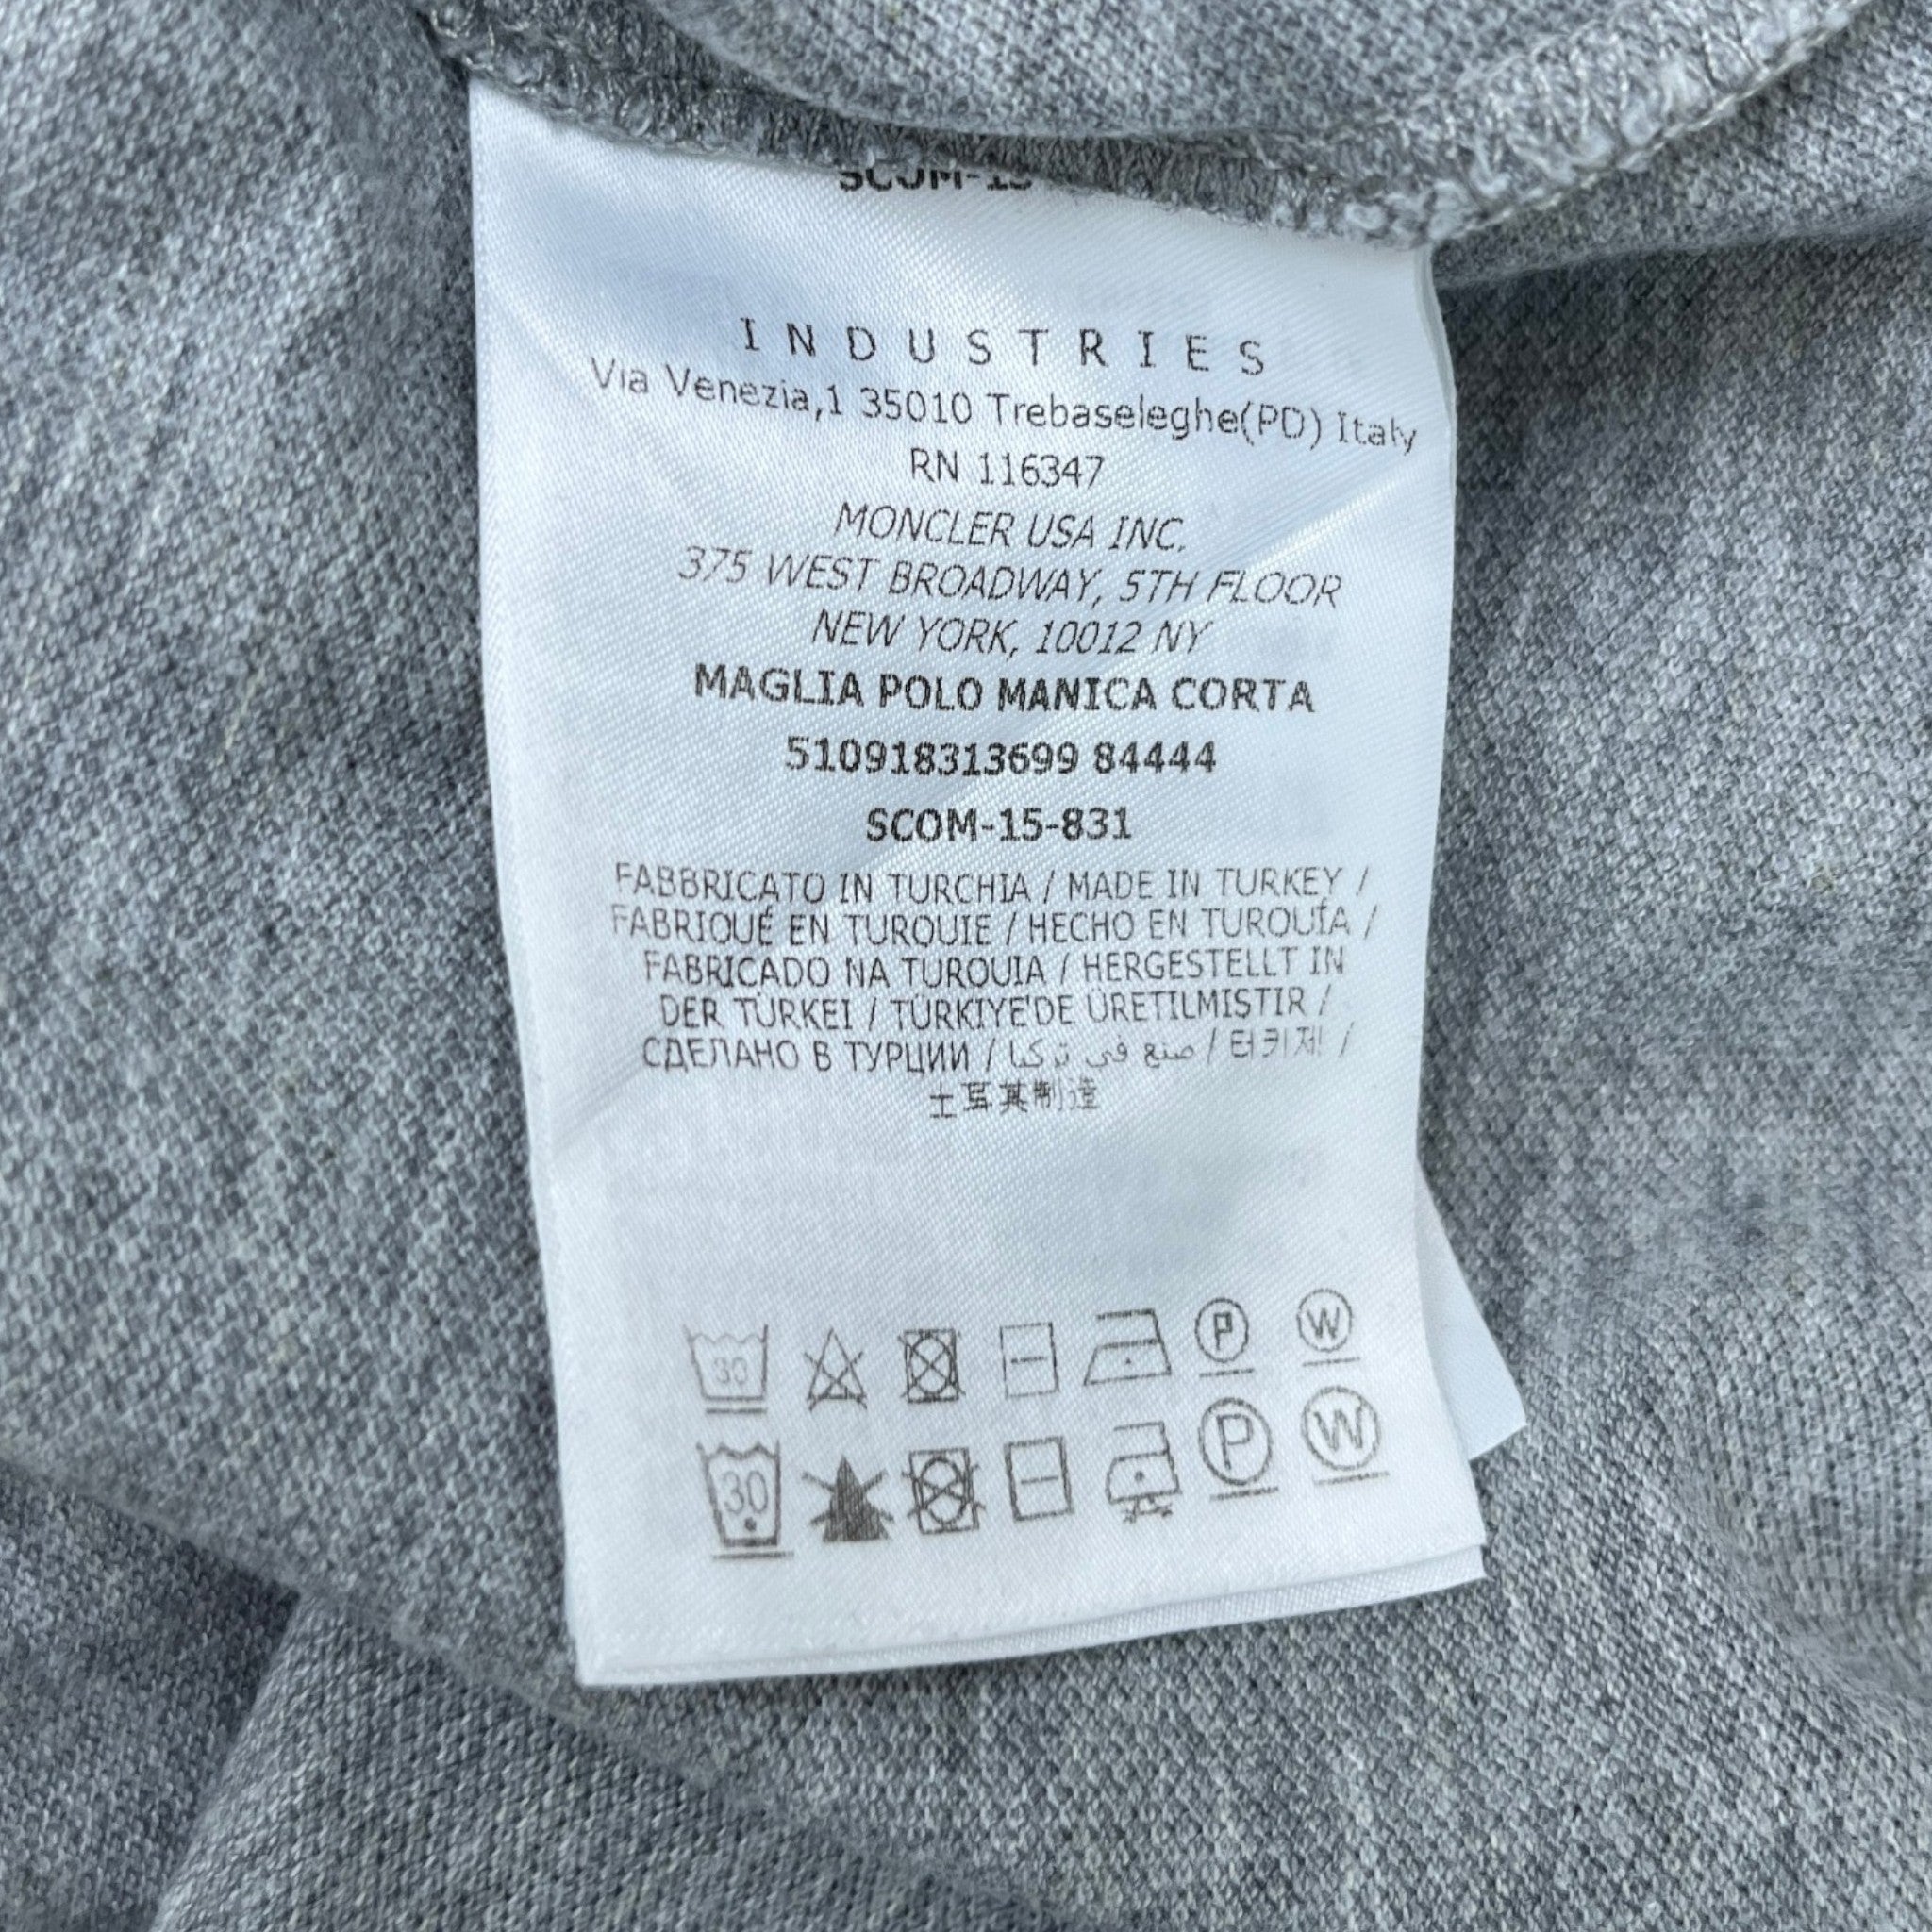 SCOM-15
INDUSTRIES
Via Venezia,1 35010 Trebaseleghe(PD) Italy
RN 116347
MONCLER USA INC.
375 WEST BROADWAY, 5TH FLOOR
NEW YORK, 10012 NY
MAGLIA POLO MANICA CORTA
510918313699 84444
SCOM-15-831
FABBRICATO IN TURCHIA / MADE IN TURKEY /
FABRIQUÉ EN TURQUIE / HECHO EN TURQUÍA /
FABRICADO NA TURQUIA / HERGESTELLT IN
DER TÜRKEI / TÜRKIYE'DE ÜRETILMIŞTIR /
СДЕЛАНО В ТУРЦИИ / صنع في تركيا / 터키제 /
土耳其制造
30 P W
30 P W